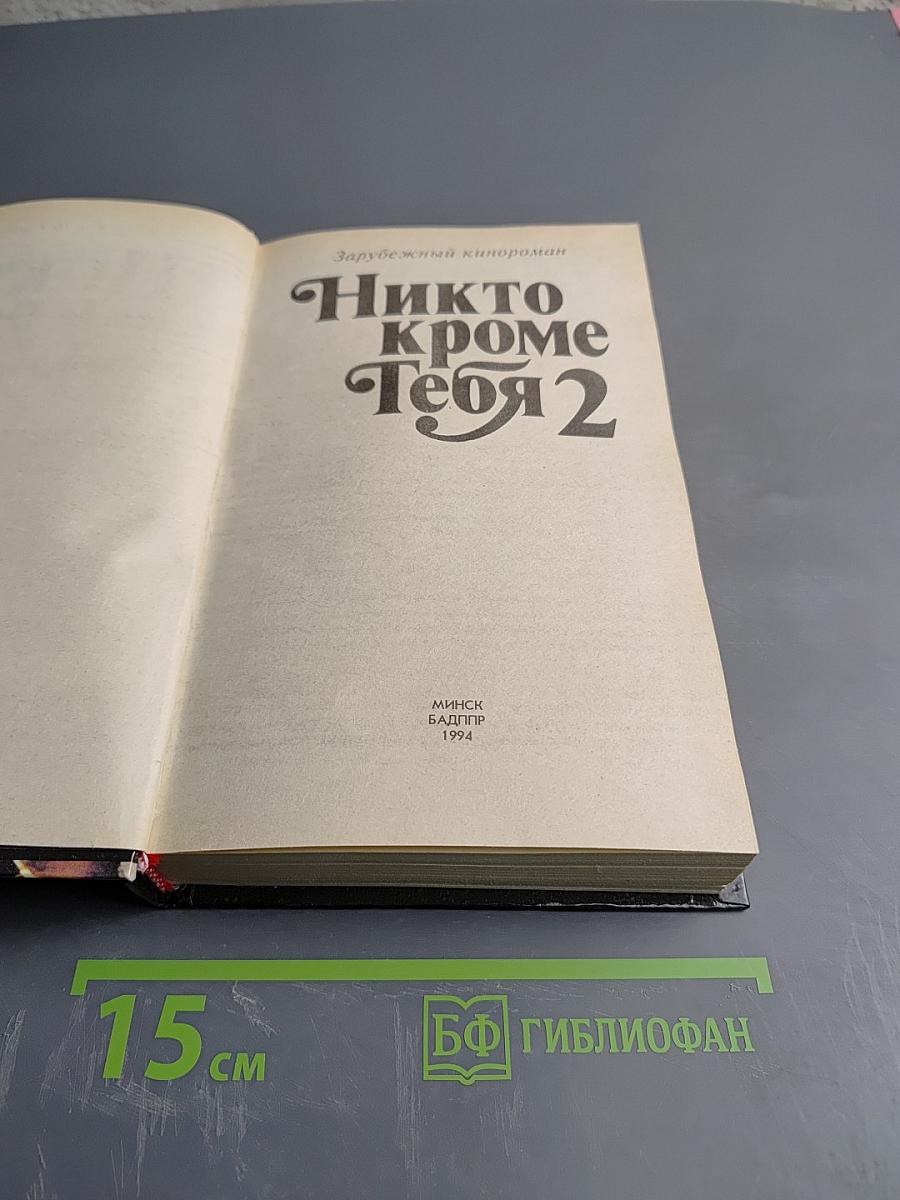 Зарубежный кинороман
Никто
кроме
Тебя 2
МИНСК
БАДППР
1994
15 см
БФ ГИБЛИОФАН